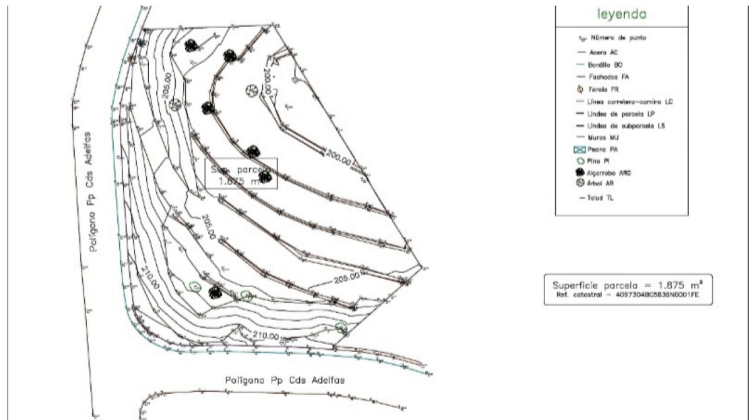 leyenda
Número de punto
Acera AC
Bordillo BO
Fachadas FA
Farola FR
Línea carretera-camino LC
Lindes de parcela LP
Lindes de subparcela LS
Muros MU
Pino PI
Algarrobo ARG
Árbol AR
Talud TL
200.00
205.00
200.00
Sup. parcela
1.875 m²
205.00
205.00
210.00
210.00
Polígono Pp Cds Adelfas
Polígono Pp Cds Adelfas
Superficie parcela = 1.875 m²
Ref. catastral -